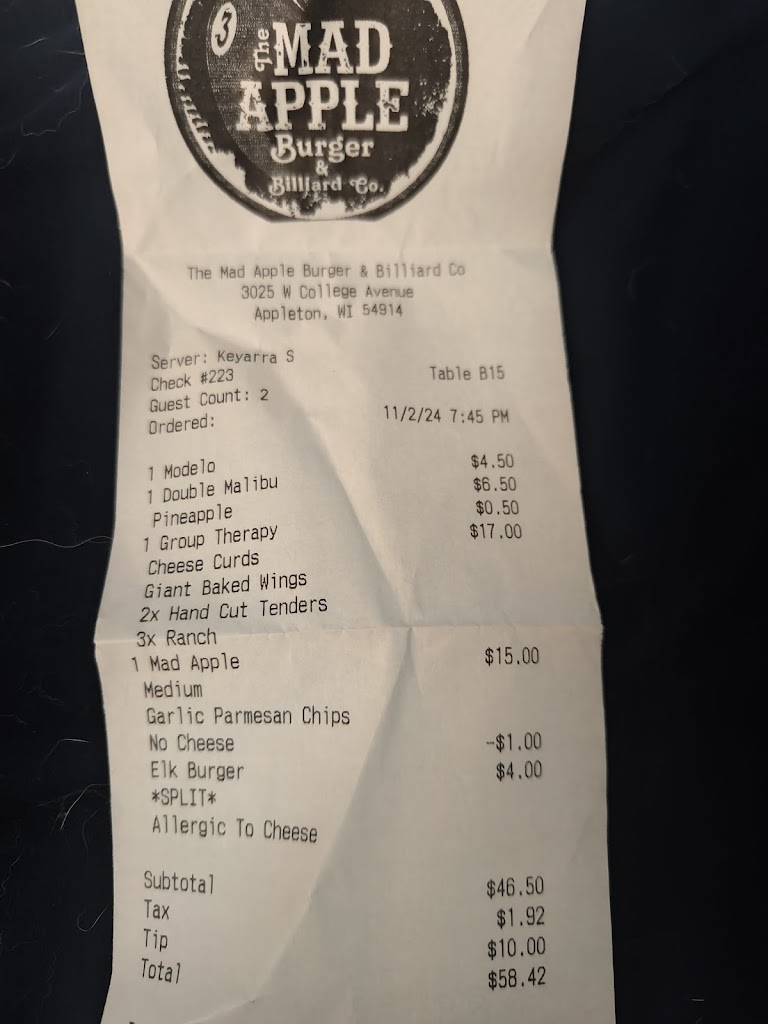 3
The
MAD
APPLE
Burger
&
Billiard Co.
The Mad Apple Burger & Billiard Co
3025 W College Avenue
Appleton, WI 54914
Server: Keyarra S
Check #223 Table B15
Guest Count: 2
Ordered: 11/2/24 7:45 PM
1 Modelo $4.50
1 Double Malibu $6.50
Pineapple $0.50
1 Group Therapy $17.00
Cheese Curds
Giant Baked Wings
2x Hand Cut Tenders
3x Ranch
1 Mad Apple $15.00
Medium
Garlic Parmesan Chips
No Cheese -$1.00
Elk Burger $4.00
*SPLIT*
Allergic To Cheese
Subtotal $46.50
Tax $1.92
Tip $10.00
Total $58.42